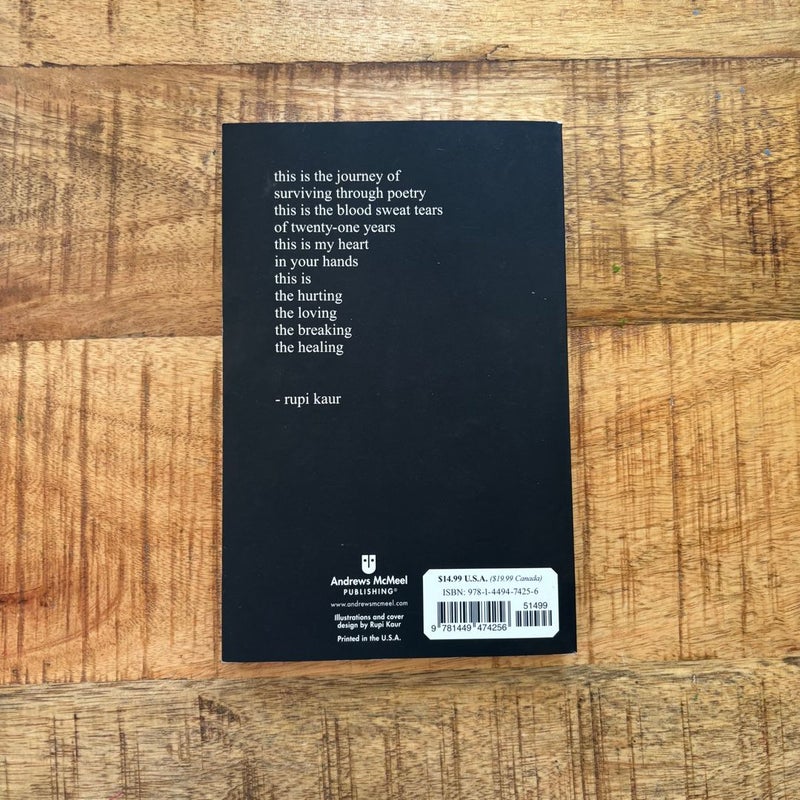 this is the journey of
surviving through poetry
this is the blood sweat tears
of twenty-one years
this is my heart
in your hands
this is
the hurting
the loving
the breaking
the healing
- rupi kaur
Andrews McMeel
PUBLISHING®
www.andrewsmcmeel.com
Illustrations and cover
design by Rupi Kaur
Printed in the U.S.A.
$14.99 U.S.A. ($19.99 Canada)
ISBN: 978-1-4494-7425-6
51499
9 781449 474256